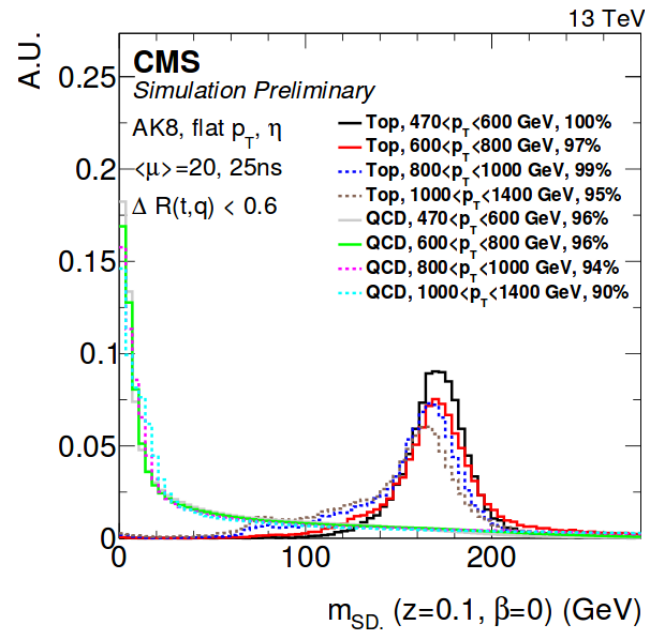 13 TeV
A.U.
CMS
Simulation Preliminary
AK8, flat p_T, η
<μ>=20, 25ns
Δ R(t,q) < 0.6
Top, 470<p_T<600 GeV, 100%
Top, 600<p_T<800 GeV, 97%
Top, 800<p_T<1000 GeV, 99%
Top, 1000<p_T<1400 GeV, 95%
QCD, 470<p_T<600 GeV, 96%
QCD, 600<p_T<800 GeV, 96%
QCD, 800<p_T<1000 GeV, 94%
QCD, 1000<p_T<1400 GeV, 90%
0.25
0.2
0.15
0.1
0.05
0
0 100 200
m_SD. (z=0.1, β=0) (GeV)